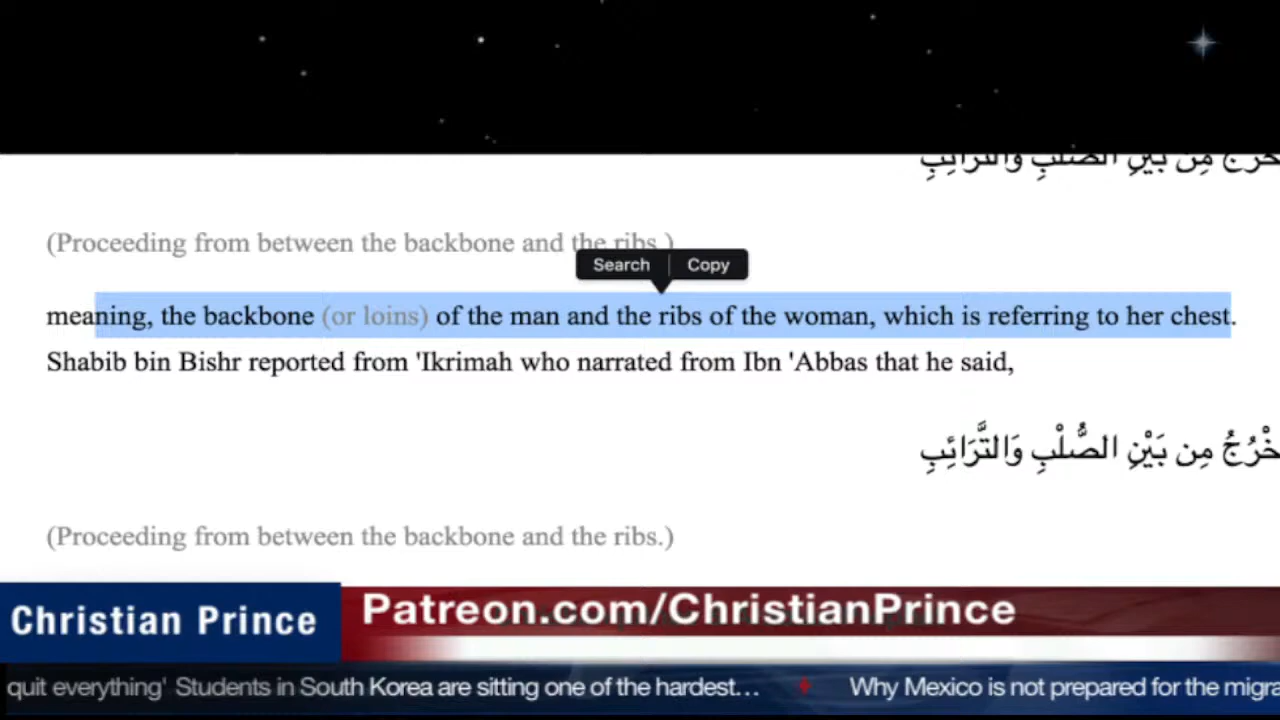 مِن بَيْنِ الصُّلْبِ وَالتَّرَائِبِ
(Proceeding from between the backbone and the ribs.)
Search
Copy
meaning, the backbone (or loins) of the man and the ribs of the woman, which is referring to her chest.
Shabib bin Bishr reported from 'Ikrimah who narrated from Ibn 'Abbas that he said,
خْرُجُ مِن بَيْنِ الصُّلْبِ وَالتَّرَائِبِ
(Proceeding from between the backbone and the ribs.)
Christian Prince
Patreon.com/ChristianPrince
quit everything' Students in South Korea are sitting one of the hardest... Why Mexico is not prepared for the